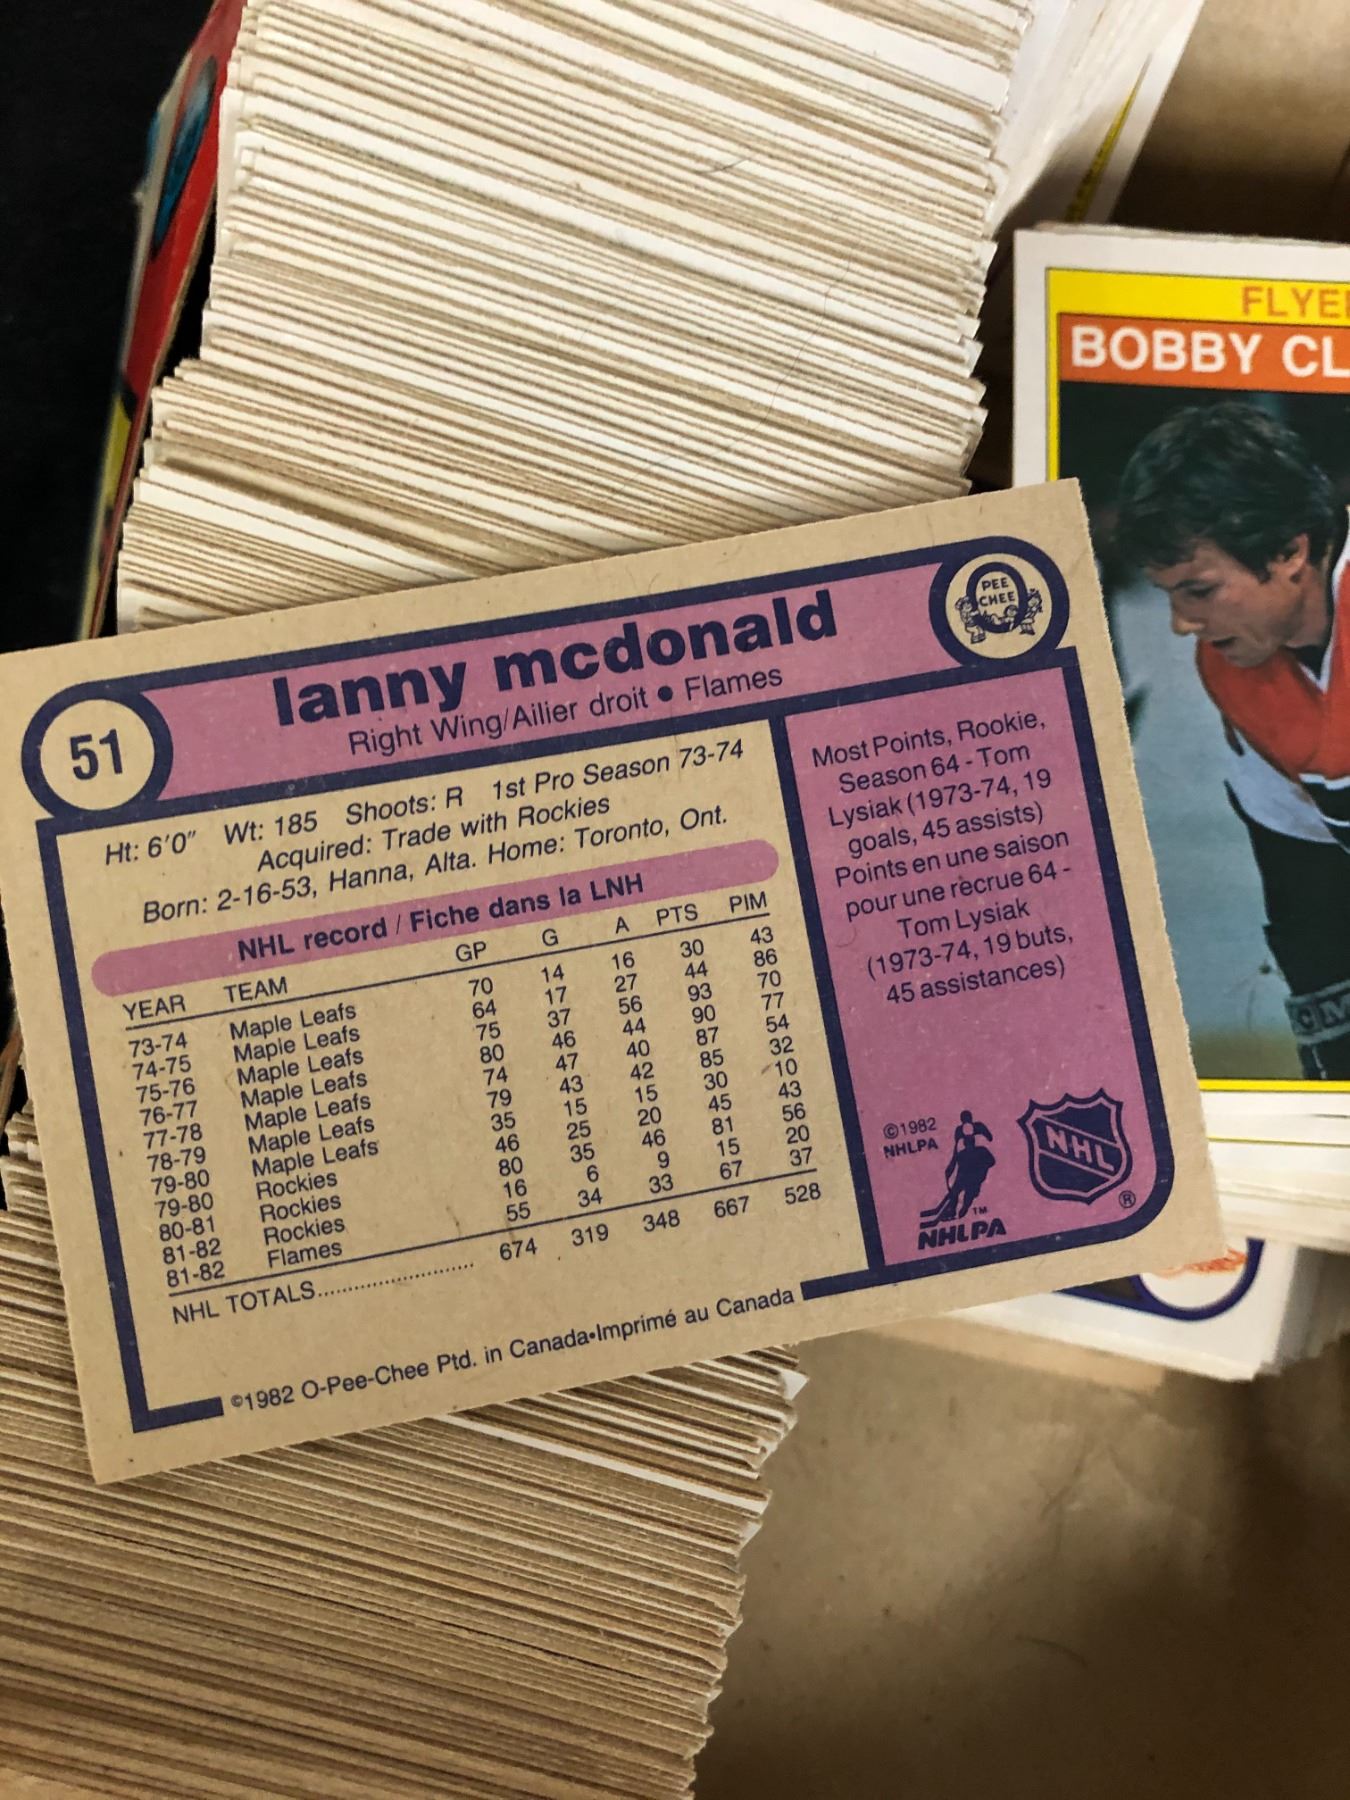 FLYE
BOBBY CL
PEE
CHEE
51
lanny mcdonald
Right Wing/Ailier droit • Flames
Ht: 6'0" Wt: 185 Shoots: R 1st Pro Season 73-74
Acquired: Trade with Rockies
Born: 2-16-53, Hanna, Alta. Home: Toronto, Ont.
NHL record / Fiche dans la LNH
YEAR TEAM GP G A PTS PIM
73-74 Maple Leafs 70 14 16 30 43
74-75 Maple Leafs 64 17 27 44 86
75-76 Maple Leafs 75 37 56 93 70
76-77 Maple Leafs 80 46 44 90 77
77-78 Maple Leafs 74 47 40 87 54
78-79 Maple Leafs 79 43 42 85 32
79-80 Maple Leafs 35 15 15 30 10
79-80 Rockies 46 25 20 45 43
80-81 Rockies 80 35 46 81 56
81-82 Rockies 16 6 9 15 20
81-82 Flames 55 34 33 67 37
NHL TOTALS.......................... 674 319 348 667 528
©1982 O-Pee-Chee Ptd. in Canada•Imprimé au Canada
Most Points, Rookie,
Season 64 - Tom
Lysiak (1973-74, 19
goals, 45 assists)
Points en une saison
pour une recrue 64 -
Tom Lysiak
(1973-74, 19 buts,
45 assistances)
©1982
NHLPA
TM
NHLPA
NHL
®
CM